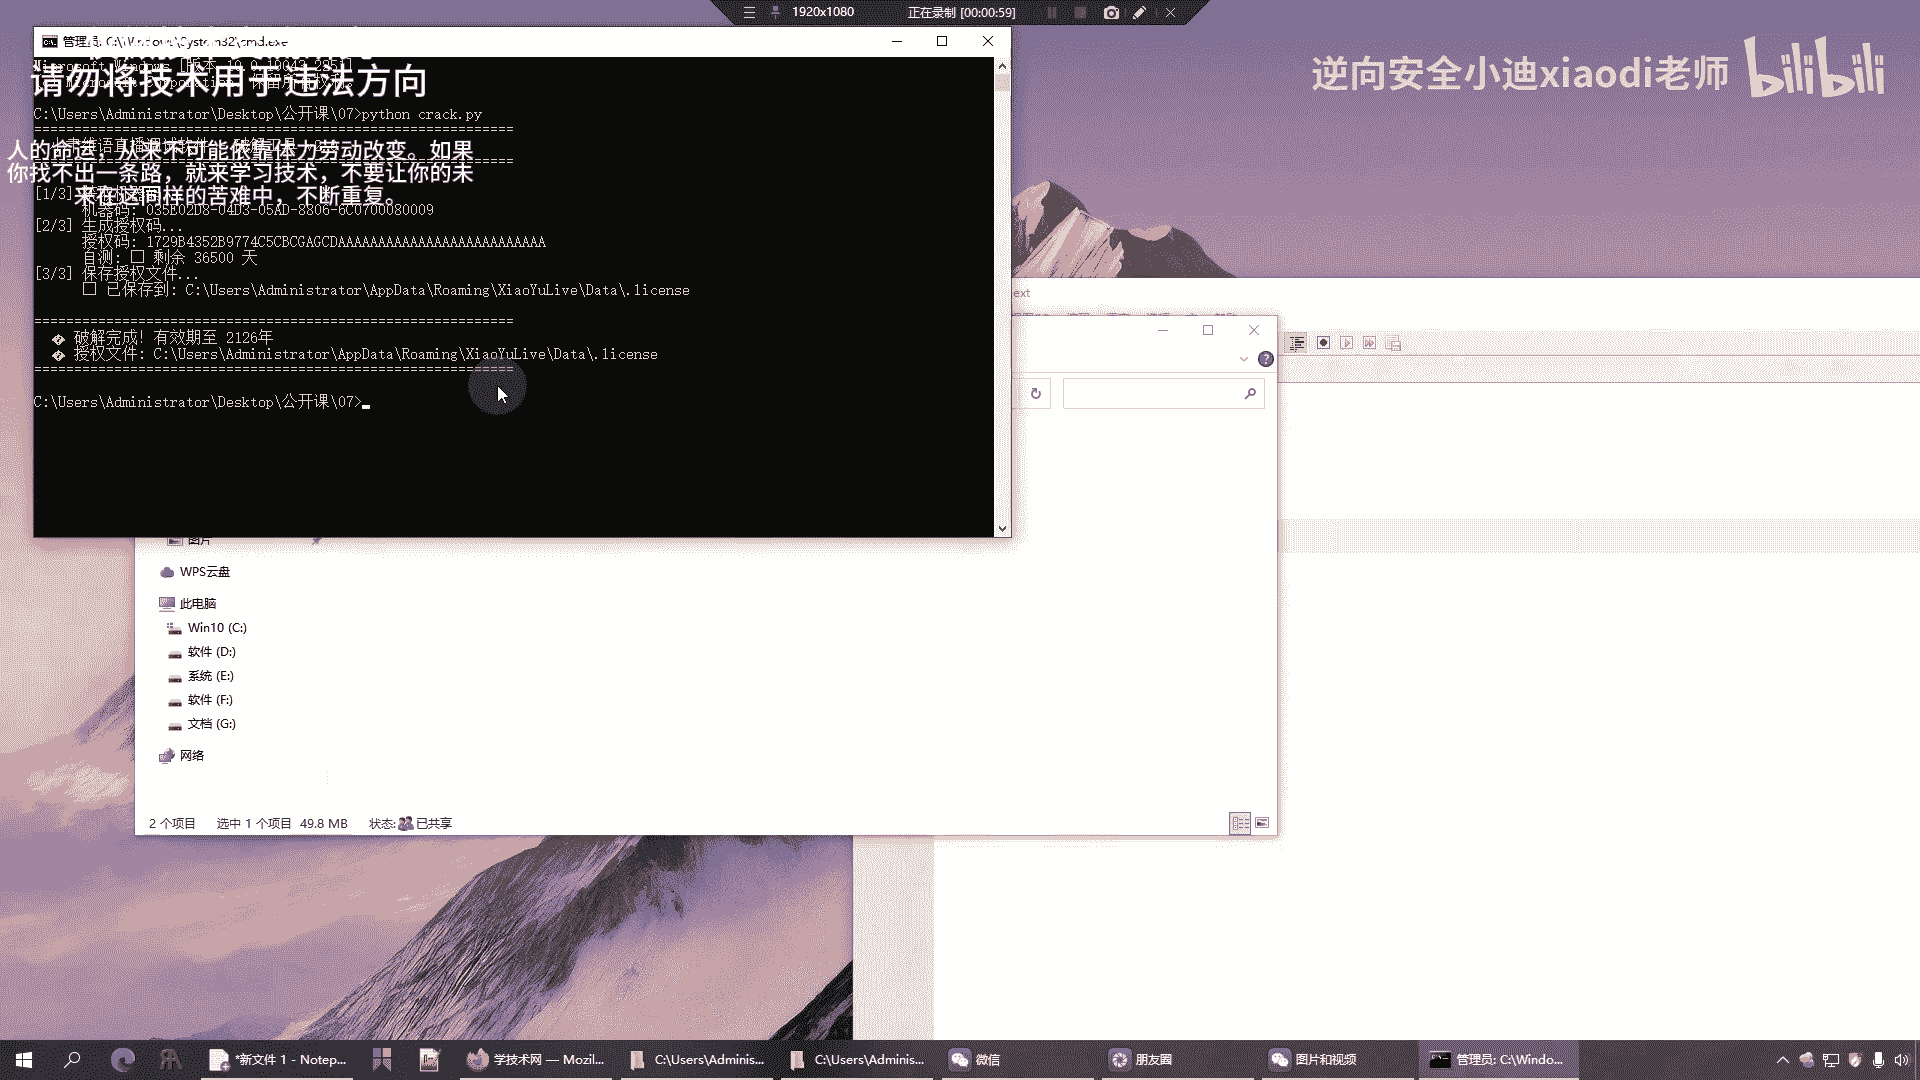 1920x1080
正在录制 [00:00:59]
管理员: C:\Windows\System32\cmd.exe
请勿将技术用于违法方向
逆向安全小迪xiaodi老师
bilibili
C:\Users\Administrator\Desktop\公开课\07>python crack.py
人的命运，从来不可能依靠体力劳动改变。如果
你找不出一条路，就来学习技术，不要让你的未
来在这同样的苦难中，不断重复。
[1/3]
机器码: 035E02D8-04D3-05AD-8806-6C0700080009
[2/3] 生成授权码...
授权码: 1729B4352B9774C5CBCGAGCDAAAAAAAAAAAAAAAAAAAAAAAAAA
自测: 剩余 36500 天
[3/3] 保存授权文件...
已保存到: C:\Users\Administrator\AppData\Roaming\XiaoYuLive\Data\.license
破解完成! 有效期至 2126年
授权文件: C:\Users\Administrator\AppData\Roaming\XiaoYuLive\Data\.license
C:\Users\Administrator\Desktop\公开课\07>
图片
WPS云盘
此电脑
Win10 (C:)
软件 (D:)
系统 (E:)
软件 (F:)
文档 (G:)
网络
2 个项目 选中 1 个项目 49.8 MB 状态: 已共享
*新文件 1 - Notep...
学技术网 — Mozil...
C:\Users\Adminis...
C:\Users\Adminis...
微信
朋友圈
图片和视频
管理员: C:\Windo...